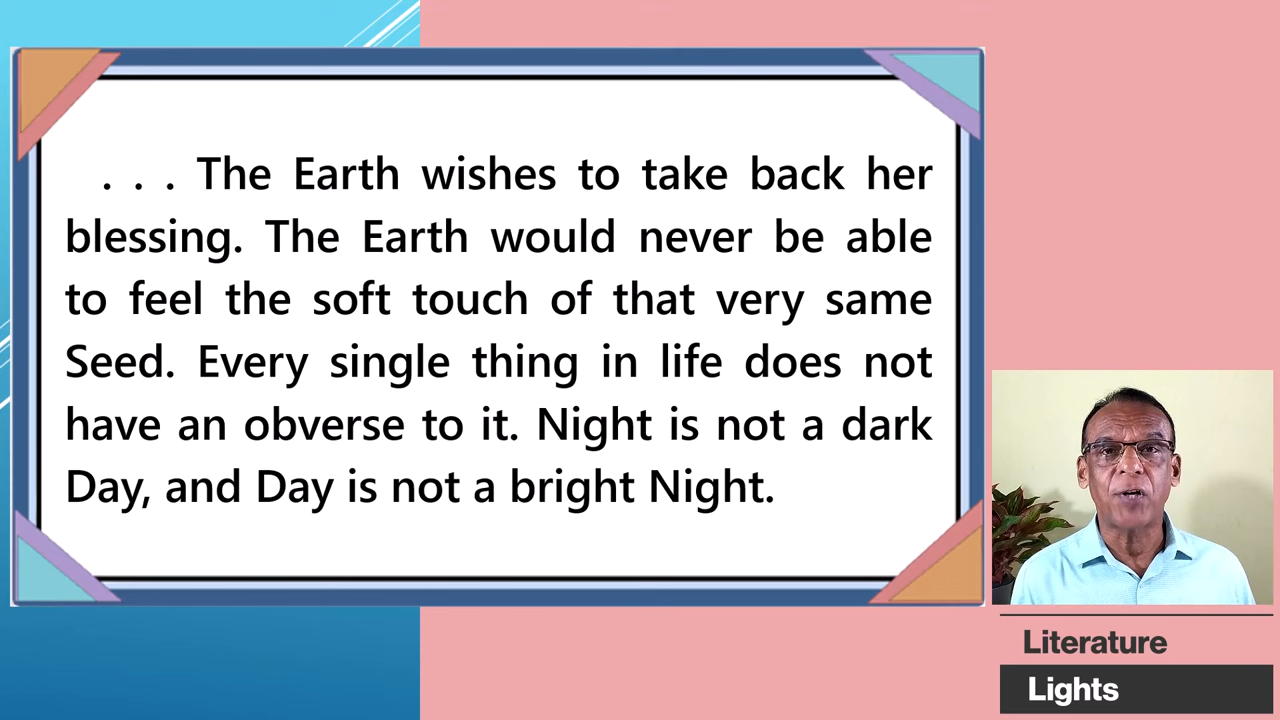 . . . The Earth wishes to take back her
blessing. The Earth would never be able
to feel the soft touch of that very same
Seed. Every single thing in life does not
have an obverse to it. Night is not a dark
Day, and Day is not a bright Night.
Literature
Lights